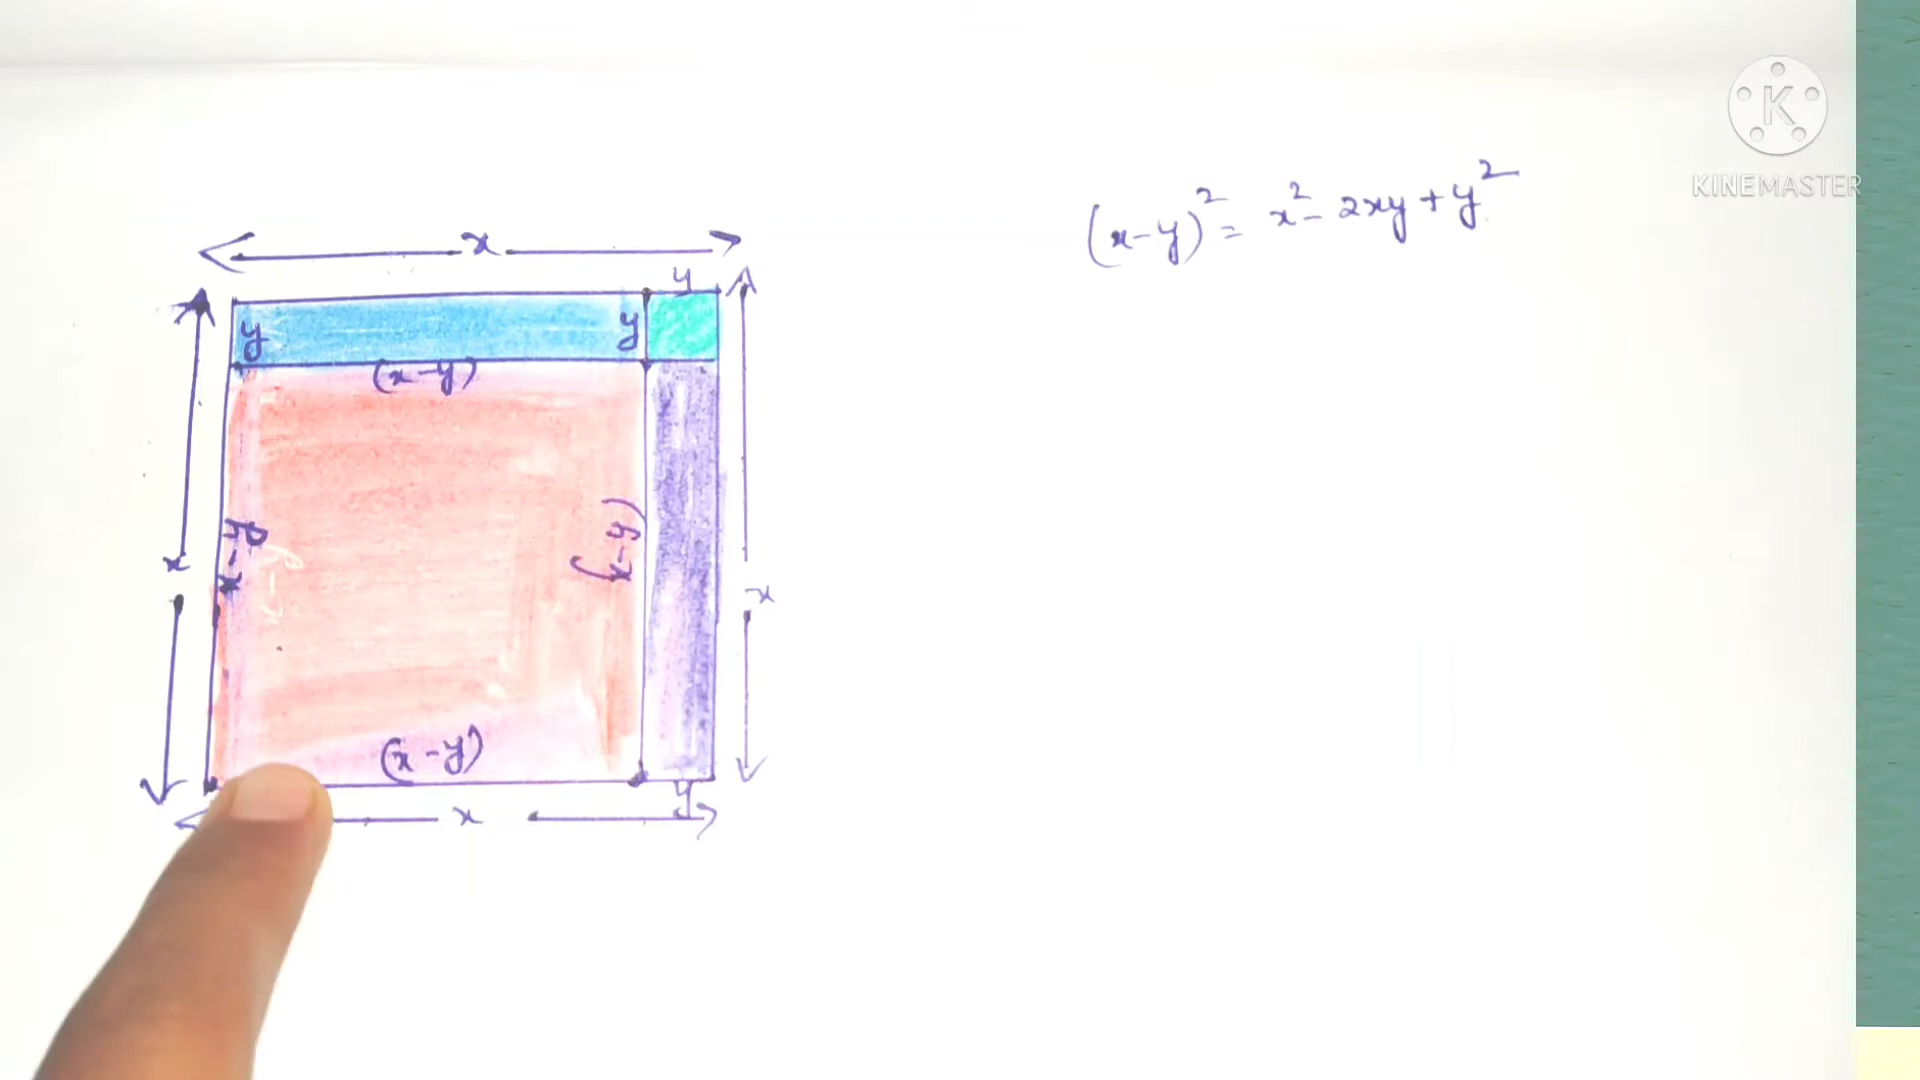 K
KINEMASTER
(x-y)² = x² - 2xy + y²
x
y
y
y
(x-y)
x
x-y
x-y
(x-y)
x
(x-y)
y
x